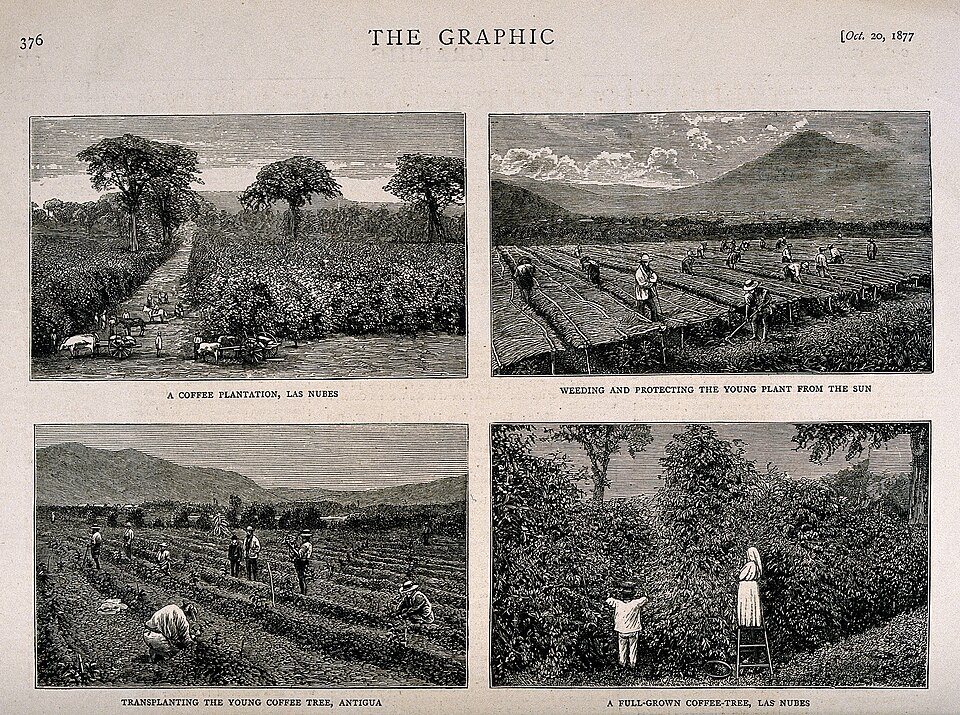 376
THE GRAPHIC
[Oct. 20, 1877
A COFFEE PLANTATION, LAS NUBES
WEEDING AND PROTECTING THE YOUNG PLANT FROM THE SUN
TRANSPLANTING THE YOUNG COFFEE TREE, ANTIGUA
A FULL-GROWN COFFEE-TREE, LAS NUBES